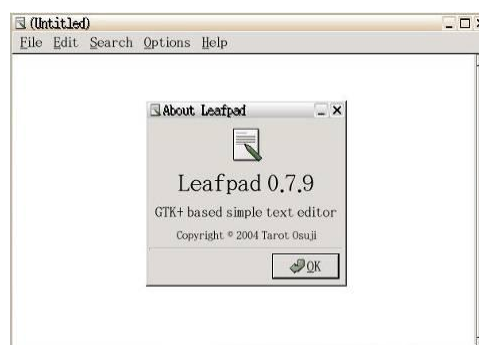 (Untitled)
File Edit Search Options Help
About Leafpad
Leafpad 0.7.9
GTK+ based simple text editor
Copyright © 2004 Tarot Osuji
OK